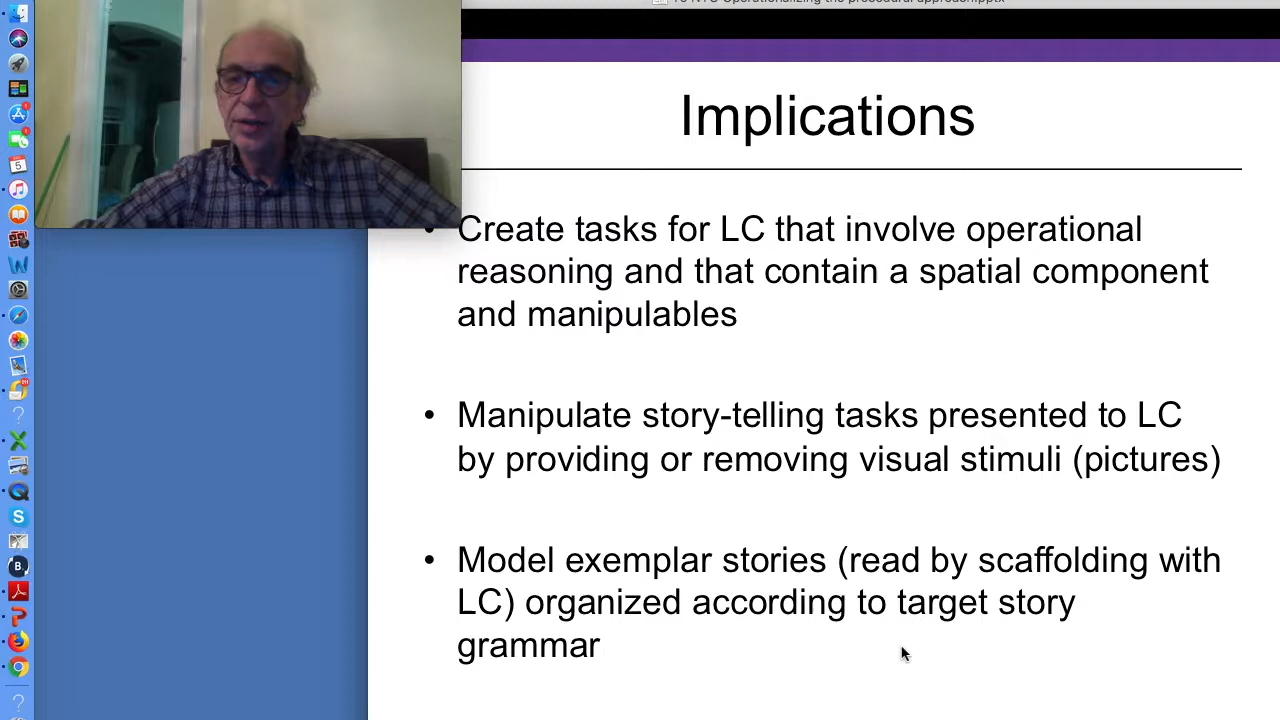 Implications
• Create tasks for LC that involve operational
reasoning and that contain a spatial component
and manipulables
• Manipulate story-telling tasks presented to LC
by providing or removing visual stimuli (pictures)
• Model exemplar stories (read by scaffolding with
LC) organized according to target story
grammar